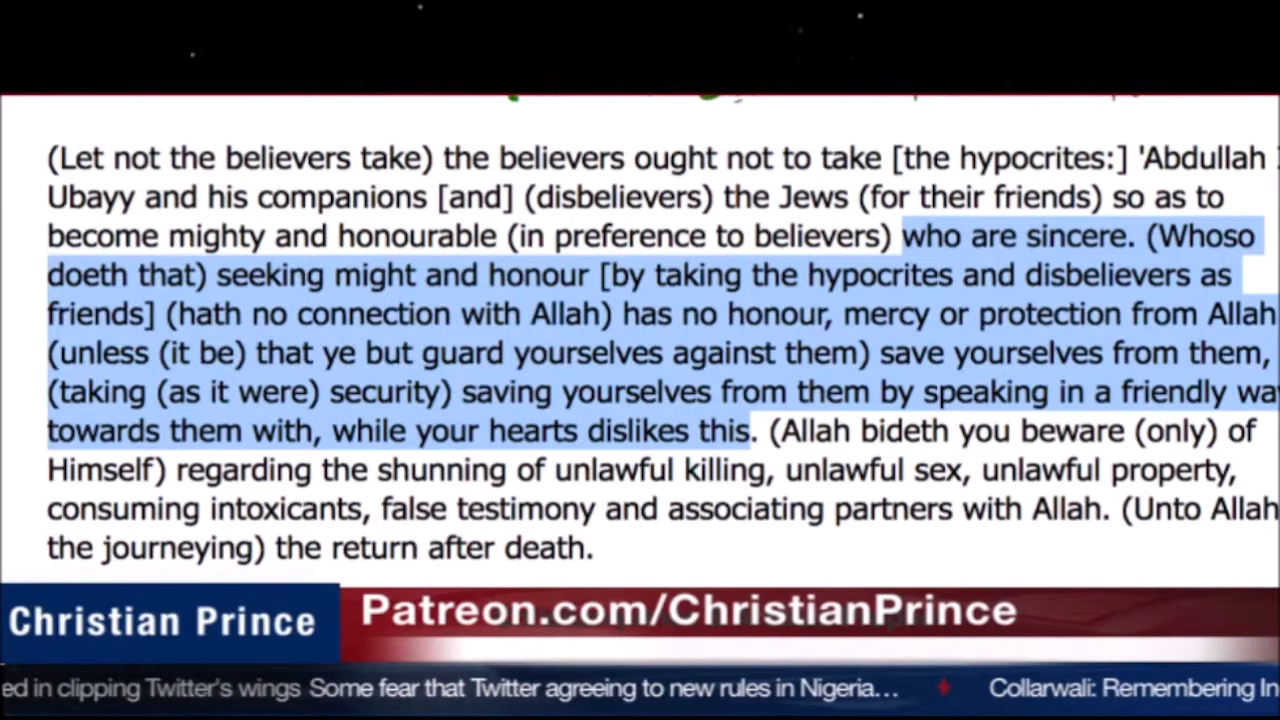 (Let not the believers take) the believers ought not to take [the hypocrites:] 'Abdullah
Ubayy and his companions [and] (disbelievers) the Jews (for their friends) so as to
become mighty and honourable (in preference to believers) who are sincere. (Whoso
doeth that) seeking might and honour [by taking the hypocrites and disbelievers as
friends] (hath no connection with Allah) has no honour, mercy or protection from Allah
(unless (it be) that ye but guard yourselves against them) save yourselves from them,
(taking (as it were) security) saving yourselves from them by speaking in a friendly wa
towards them with, while your hearts dislikes this. (Allah bideth you beware (only) of
Himself) regarding the shunning of unlawful killing, unlawful sex, unlawful property,
consuming intoxicants, false testimony and associating partners with Allah. (Unto Allah
the journeying) the return after death.
Christian Prince
Patreon.com/ChristianPrince
ed in clipping Twitter's wings Some fear that Twitter agreeing to new rules in Nigeria... Collarwali: Remembering In